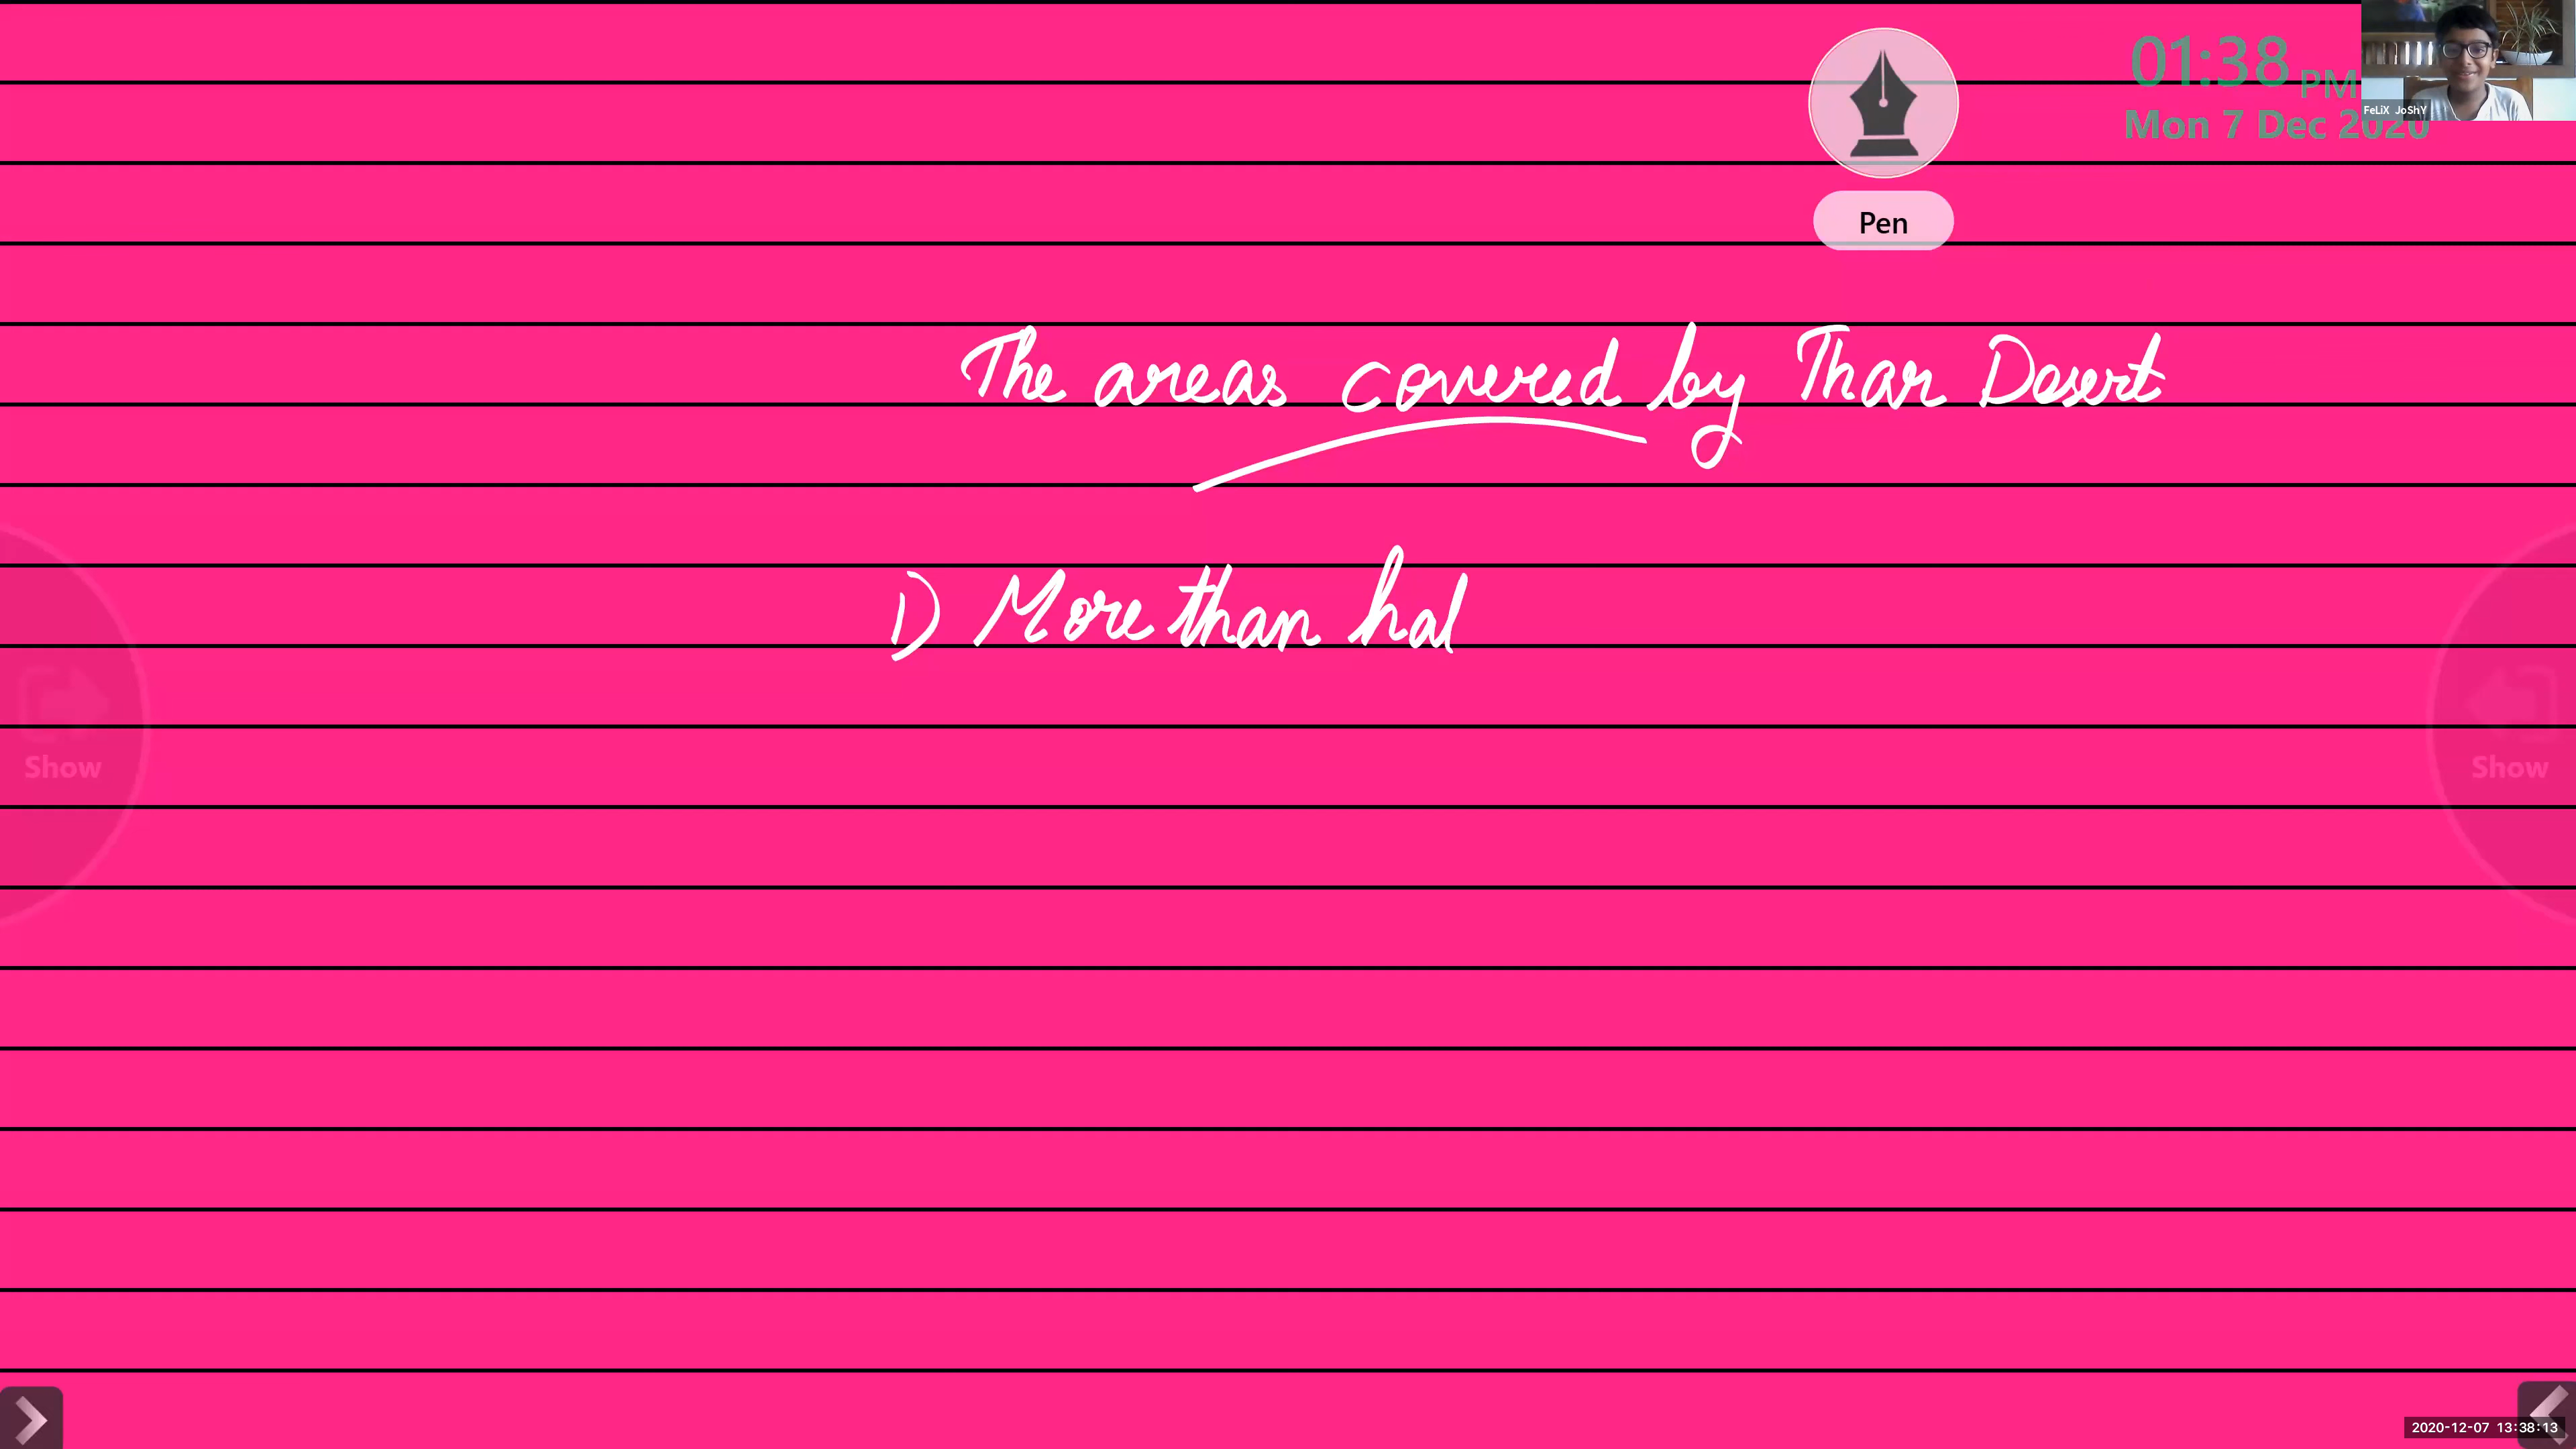 01:38 PM
FeLiX JoShY
Mon 7 Dec 2020
Pen
The areas covered by Thar Desert
1) More than hal
Show
Show
2020-12-07 13:38:13